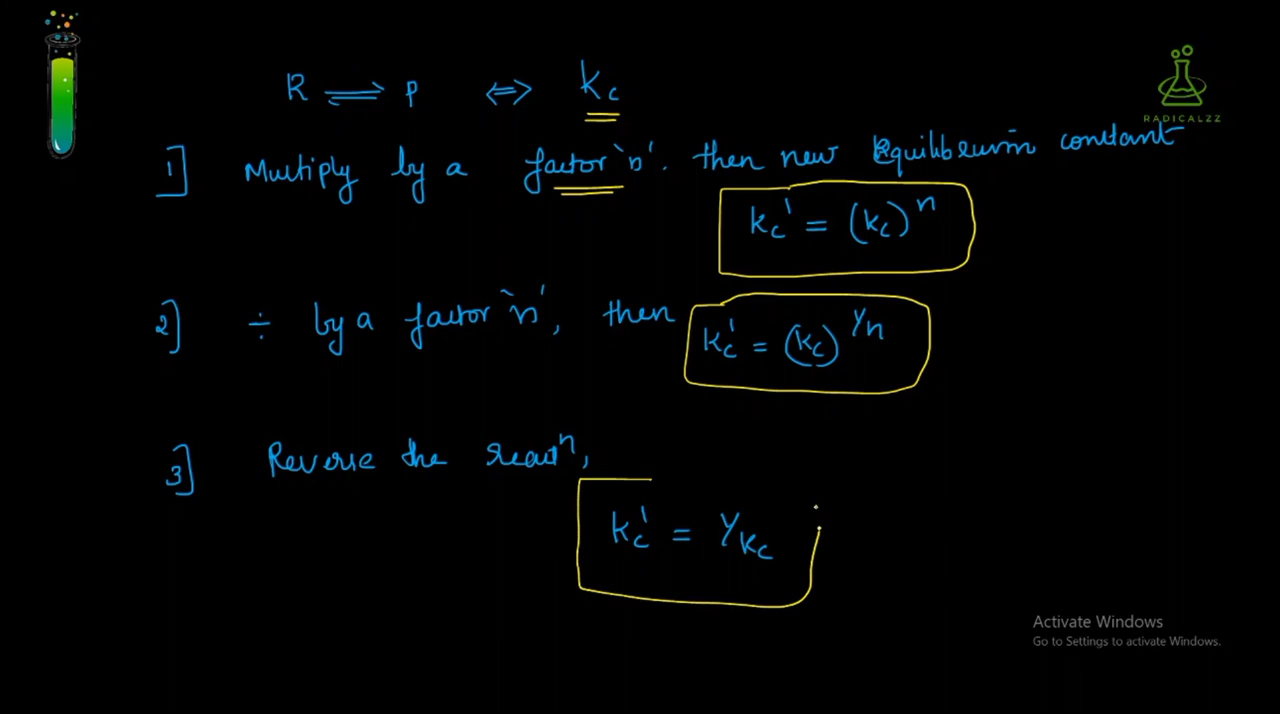 R ⇌ P ⇔ Kc
RADICALZZ
1] Multiply by a factor 'n'. then new Equilibrium constant
Kc' = (Kc)^n
2] ÷ by a factor 'n', then
Kc' = (Kc)^1/n
3] Reverse the reactⁿ,
Kc' = 1/Kc
Activate Windows
Go to Settings to activate Windows.